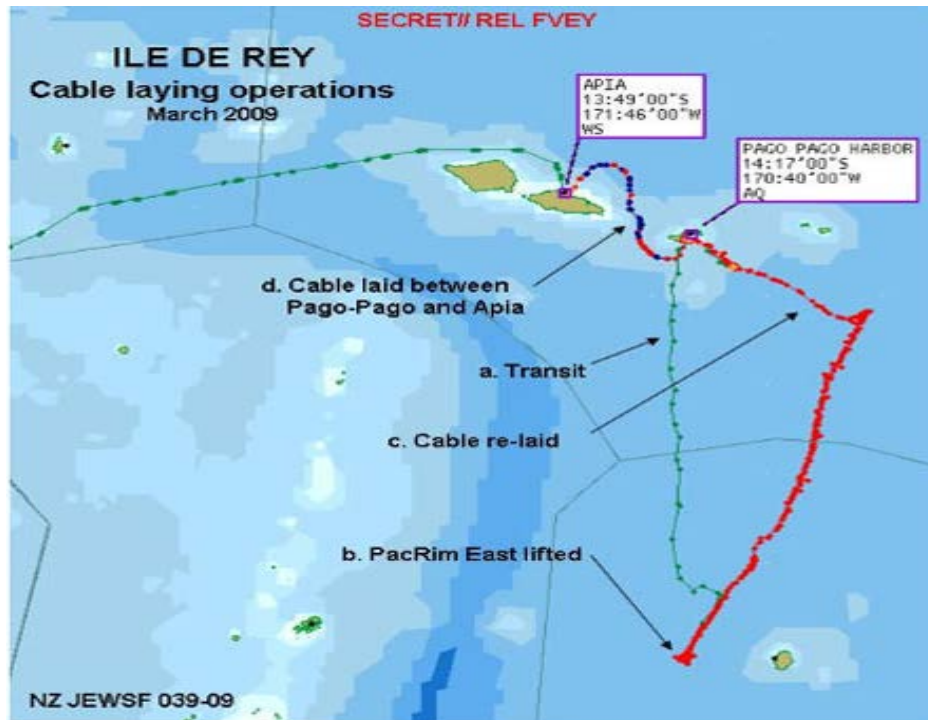 SECRET// REL FVEY
ILE DE REY
Cable laying operations
March 2009
APIA
13:49'00"S
171:46'00"W
WS
PAGO PAGO HARBOR
14:17'00"S
170:40'00"W
AQ
d. Cable laid between
Pago-Pago and Apia
a. Transit
c. Cable re-laid
b. PacRim East lifted
NZ JEWSF 039-09